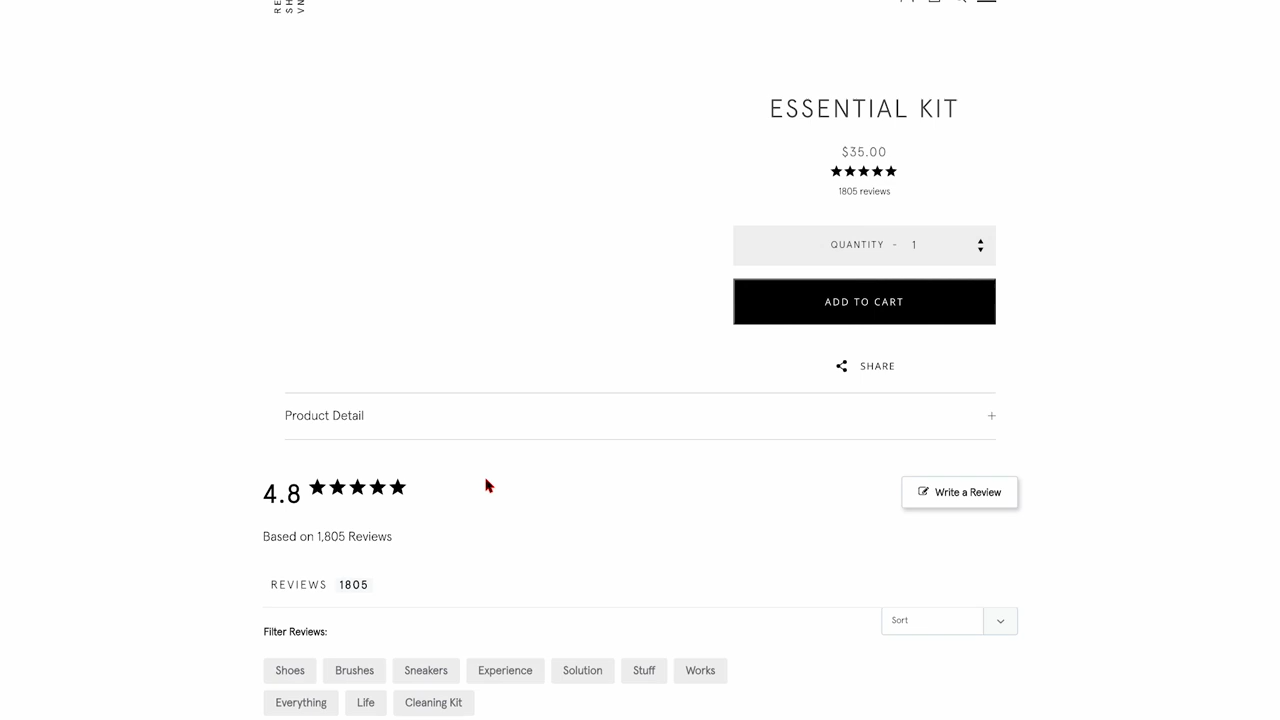 ESSENTIAL KIT
$35.00
1805 reviews
QUANTITY - 1
ADD TO CART
SHARE
Product Detail +
4.8
Write a Review
Based on 1,805 Reviews
REVIEWS 1805
Sort
Filter Reviews:
Shoes Brushes Sneakers Experience Solution Stuff Works
Everything Life Cleaning Kit